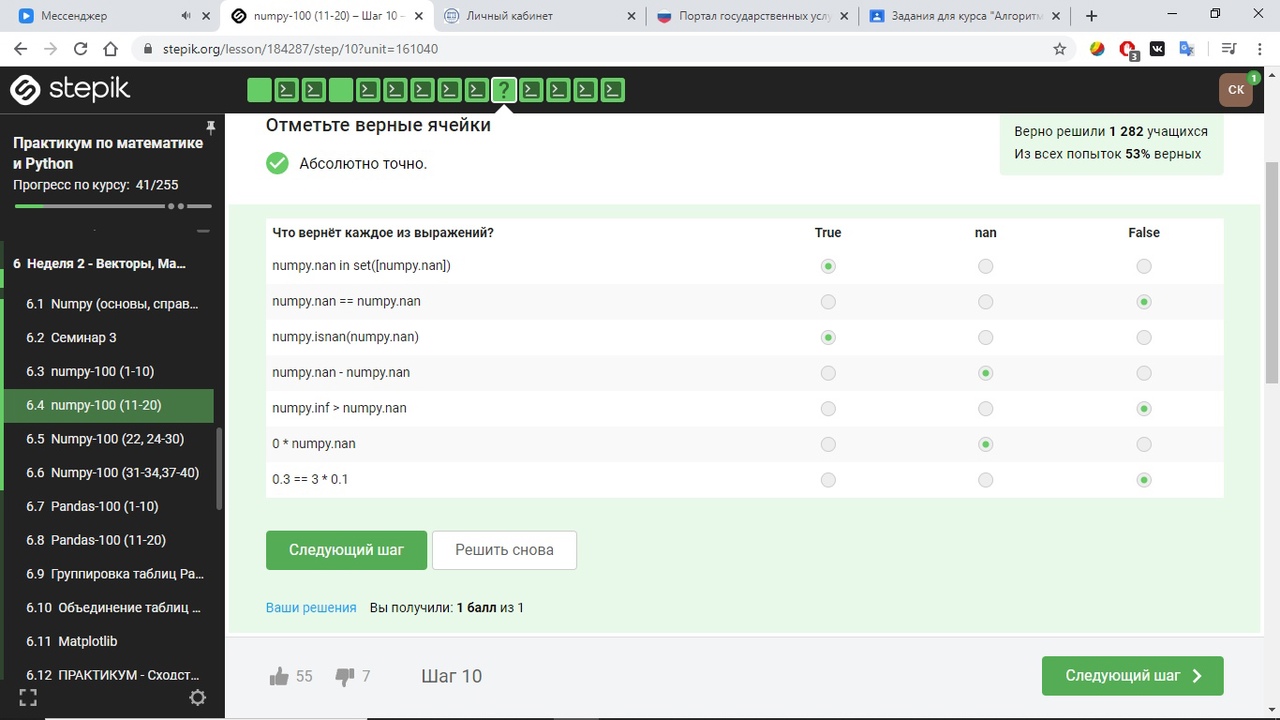 Мессенджер
numpy-100 (11-20) – Шаг 10 –
Личный кабинет
Портал государственных услу
Задания для курса "Алгоритм
stepik.org/lesson/184287/step/10?unit=161040
3
stepik
СК
1
Практикум по математике
и Python
Прогресс по курсу: 41/255
6 Неделя 2 - Векторы, Ма...
6.1 Numpy (основы, справ...
6.2 Семинар 3
6.3 numpy-100 (1-10)
6.4 numpy-100 (11-20)
6.5 Numpy-100 (22, 24-30)
6.6 Numpy-100 (31-34,37-40)
6.7 Pandas-100 (1-10)
6.8 Pandas-100 (11-20)
6.9 Группировка таблиц Pa...
6.10 Объединение таблиц ...
6.11 Matplotlib
6.12 ПРАКТИКУМ - Сходст...
Отметьте верные ячейки
Абсолютно точно.
Верно решили 1 282 учащихся
Из всех попыток 53% верных
Что вернёт каждое из выражений? True nan False
numpy.nan in set([numpy.nan])
numpy.nan == numpy.nan
numpy.isnan(numpy.nan)
numpy.nan - numpy.nan
numpy.inf > numpy.nan
0 * numpy.nan
0.3 == 3 * 0.1
Следующий шаг Решить снова
Ваши решения Вы получили: 1 балл из 1
55 7 Шаг 10
Следующий шаг